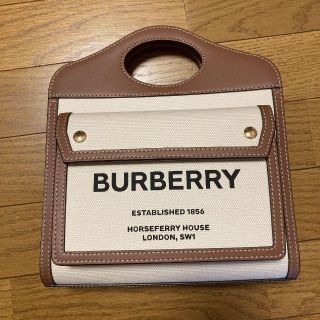 BURBERRY
ESTABLISHED 1856
HORSEFERRY HOUSE
LONDON, SW1